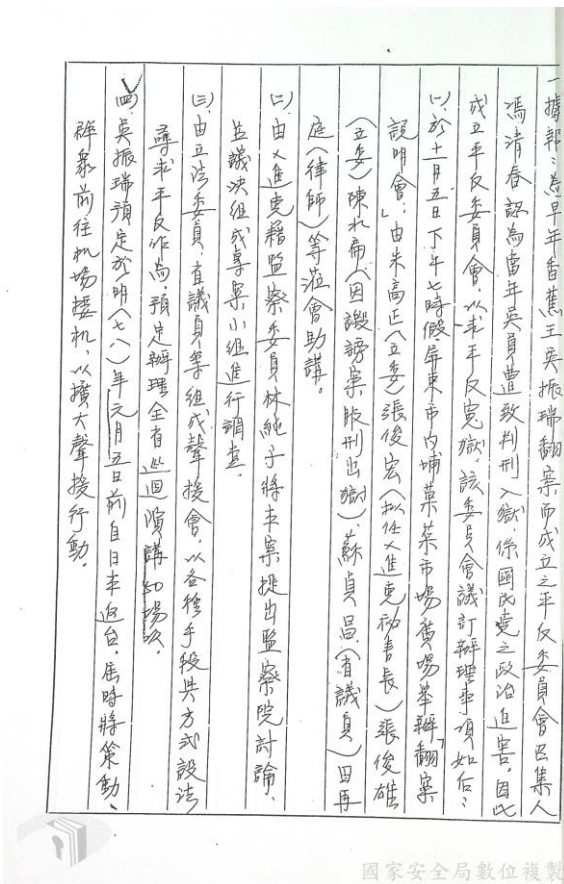 一據報：為早年香蕉王吳振瑞翻案而成立之平反委員會召集人
馮清春認為當年吳員遭致判刑入獄，係國民黨之政治迫害，因此
成立平反委員會，以求平反冤獄，該委員會議訂辦理事項如后：
㈠於十一月五日下午七時假屏東市內埔菓菜市場廣場舉辦「翻案
說明會」由朱高正（立委）張俊宏（擬任乂進黨祕書長）張俊雄
（立委）陳水扁（因謗案服刑出獄）蘇貞昌（省議員）田再
庭（律師）等蒞會助講。
㈡由乂進黨籍監察委員林純子將本案提出監察院討論，
並議決組成專案小組進行調查。
㈢由立法委員、省議員等組成聲援會，以各種手段與方式設法
尋求平反作為，預定辦理全省巡迴演講50場次。
㈣吳振瑞預定於明（七八）年元月五日前自日本返台，屆時將策動、
群衆前往机場接机，以擴大聲援行動。
國家安全局數位複製